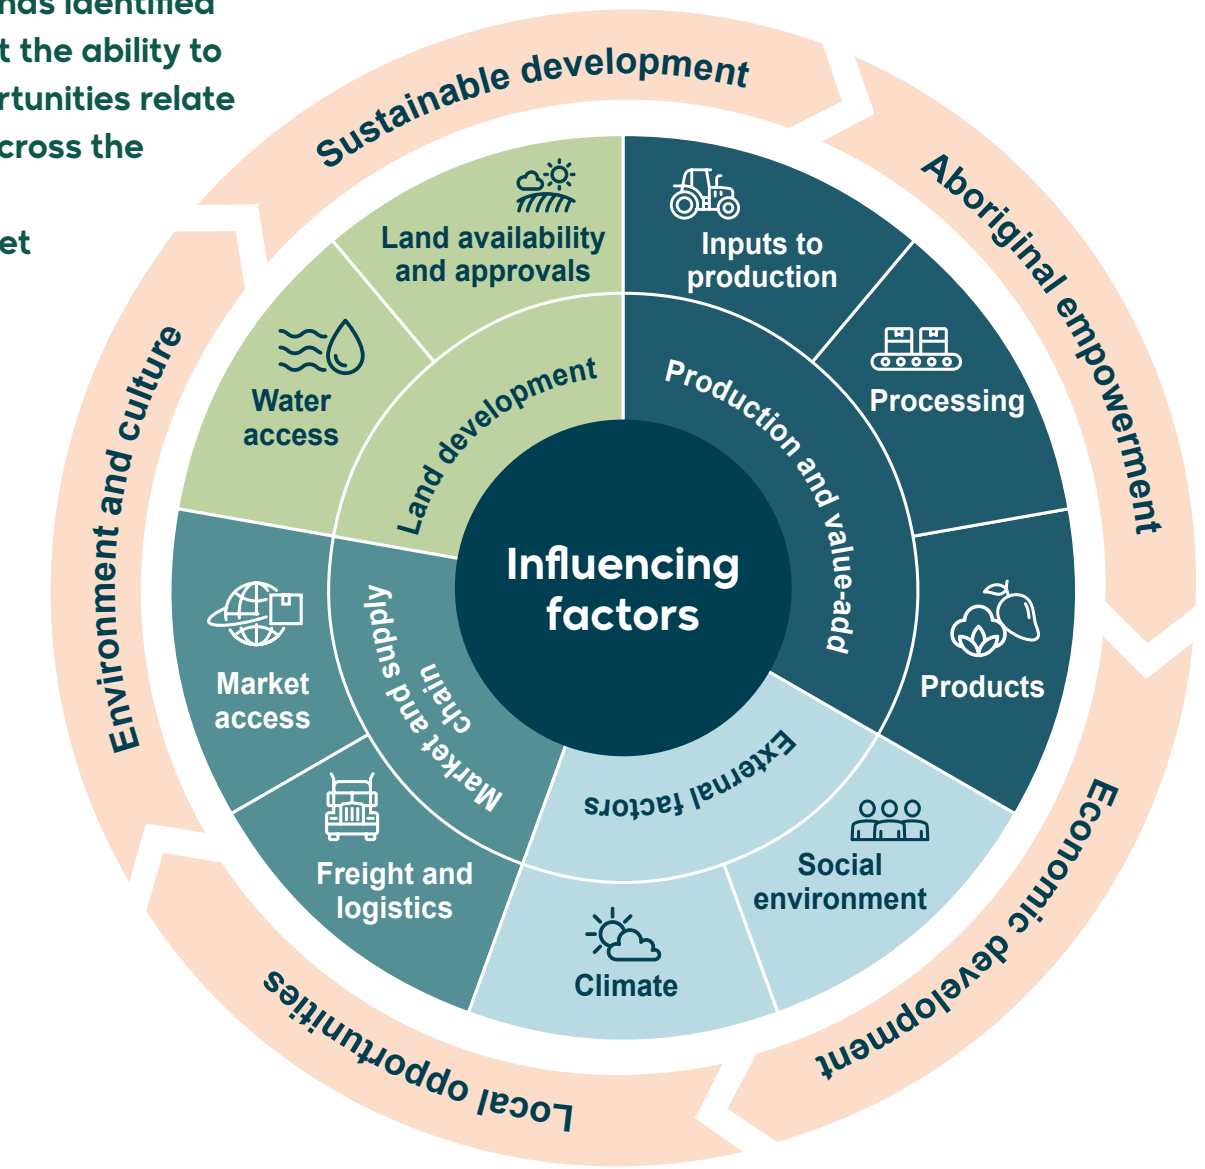 has identified
t the ability to
rtunities relate
cross the
et
Sustainable development
Aboriginal empowerment
Economic development
Local opportunities
Environment and culture
Land availability
and approvals
Inputs to
production
Processing
Products
Social
environment
Climate
Freight and
logistics
Market
access
Water
access
Land development
Production and value-add
External factors
Market and supply
chain
Influencing
factors